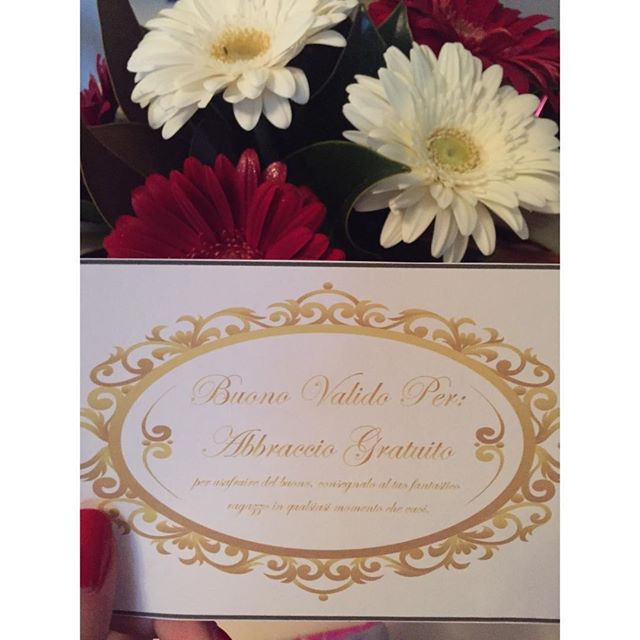 Buono Valido Per:
Abbraccio Gratuito
per usufruire del buono, consegnalo al tuo fantastico
ragazzo in qualsiasi momento che vuoi.